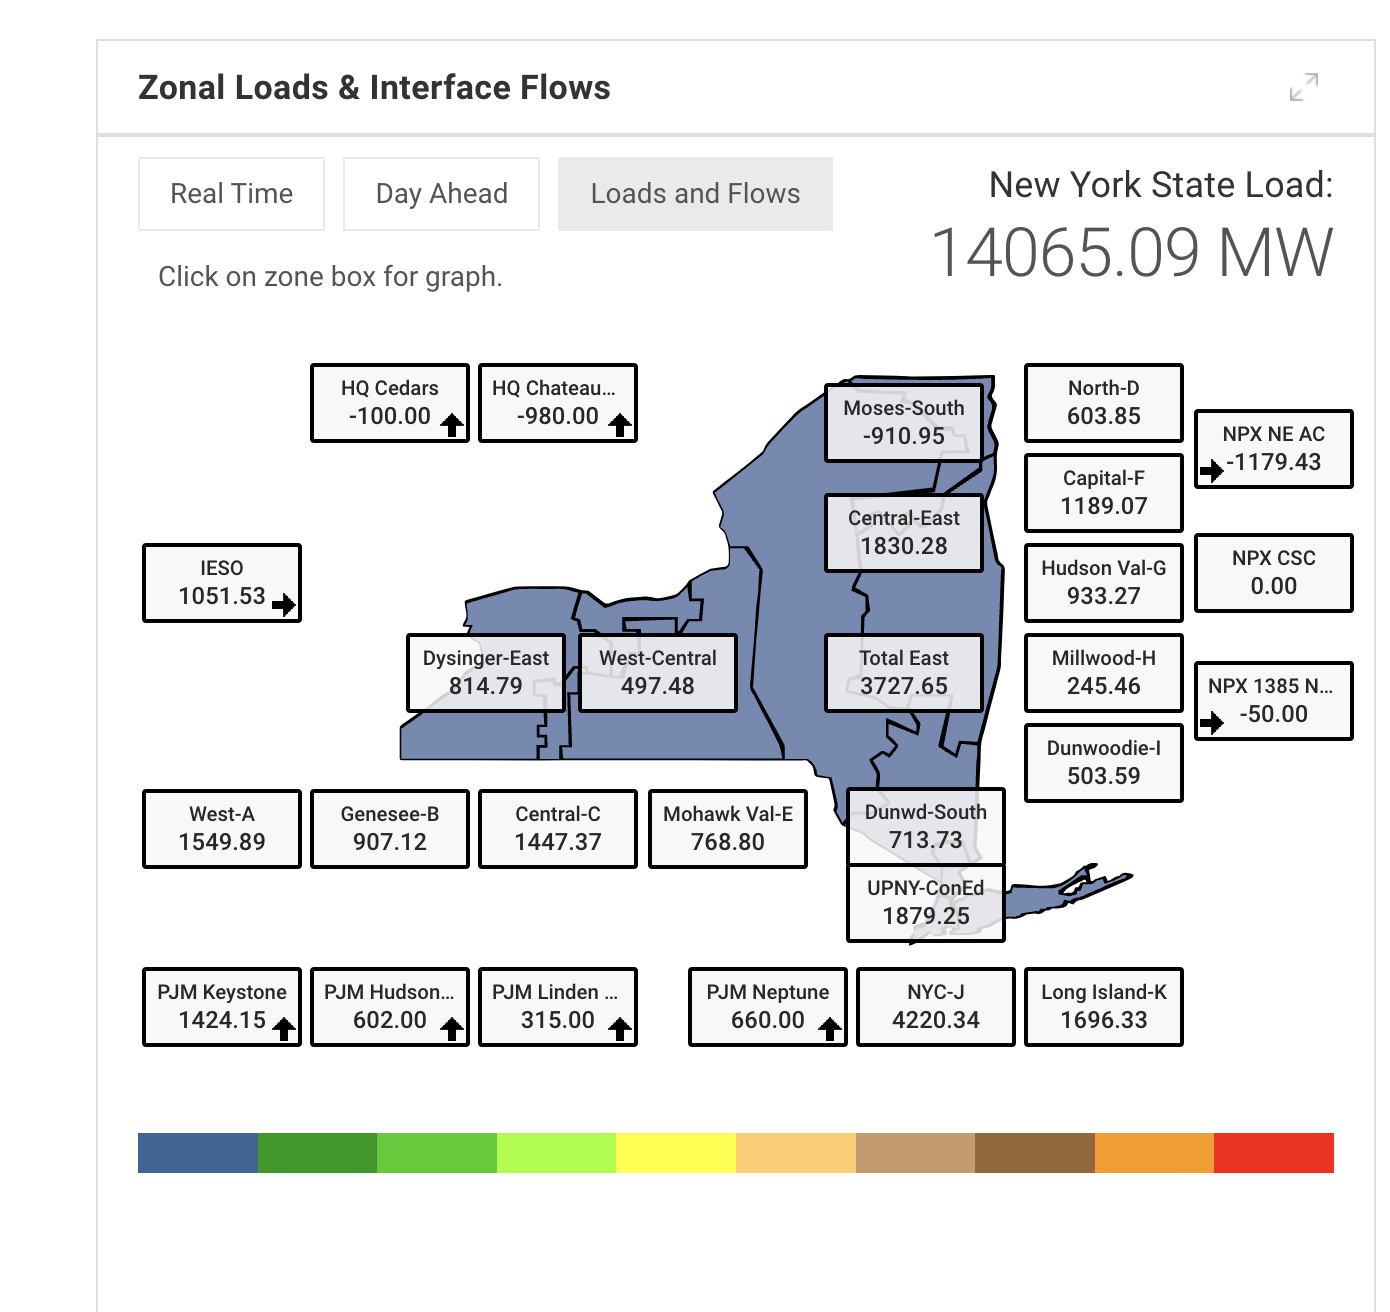 Zonal Loads & Interface Flows
Real Time
Day Ahead
Loads and Flows
New York State Load:
14065.09 MW
Click on zone box for graph.
HQ Cedars
-100.00
HQ Chateau...
-980.00
Moses-South
-910.95
North-D
603.85
NPX NE AC
-1179.43
Capital-F
1189.07
Central-East
1830.28
IESO
1051.53
Hudson Val-G
933.27
NPX CSC
0.00
Dysinger-East
814.79
West-Central
497.48
Total East
3727.65
Millwood-H
245.46
NPX 1385 N...
-50.00
Dunwoodie-I
503.59
West-A
1549.89
Genesee-B
907.12
Central-C
1447.37
Mohawk Val-E
768.80
Dunwd-South
713.73
UPNY-ConEd
1879.25
PJM Keystone
1424.15
PJM Hudson...
602.00
PJM Linden ...
315.00
PJM Neptune
660.00
NYC-J
4220.34
Long Island-K
1696.33